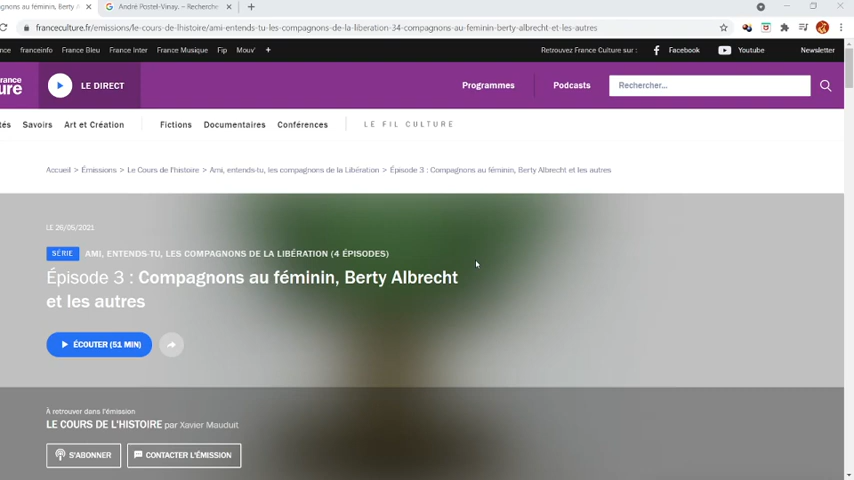 gnons au féminin, Berty A
André Postel-Vinay. – Recherche
franceculture.fr/emissions/le-cours-de-lhistoire/ami-entends-tu-les-compagnons-de-la-liberation-34-compagnons-au-feminin-berty-albrecht-et-les-autres
nce franceinfo France Bleu France Inter France Musique Fip Mouv' + Retrouvez France Culture sur : Facebook Youtube Newsletter
france
ture LE DIRECT Programmes Podcasts Rechercher...
tés Savoirs Art et Création Fictions Documentaires Conférences LE FIL CULTURE
Accueil > Émissions > Le Cours de l'histoire > Ami, entends-tu, les compagnons de la Libération > Épisode 3 : Compagnons au féminin, Berty Albrecht et les autres
LE 26/05/2021
SÉRIE AMI, ENTENDS-TU, LES COMPAGNONS DE LA LIBÉRATION (4 ÉPISODES)
Épisode 3 : Compagnons au féminin, Berty Albrecht
et les autres
ÉCOUTER (51 MIN)
À retrouver dans l'émission
LE COURS DE L'HISTOIRE par Xavier Mauduit
S'ABONNER CONTACTER L'ÉMISSION